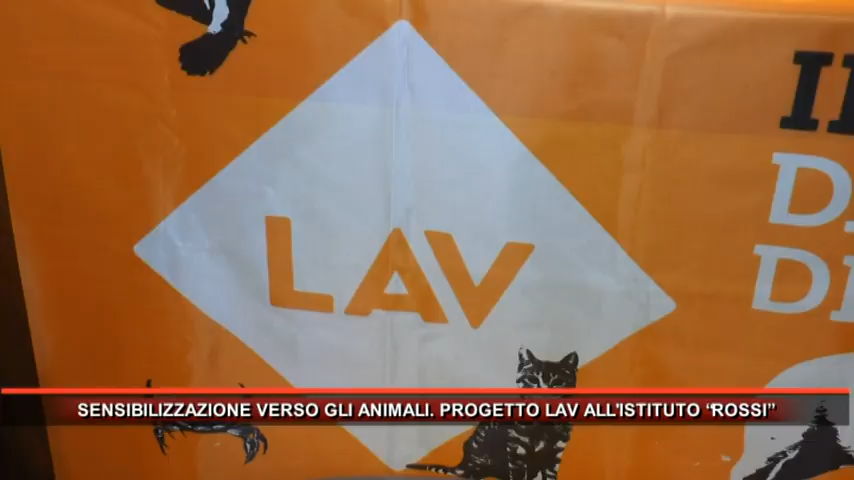 LAV
SENSIBILIZZAZIONE VERSO GLI ANIMALI. PROGETTO LAV ALL'ISTITUTO “ROSSI”